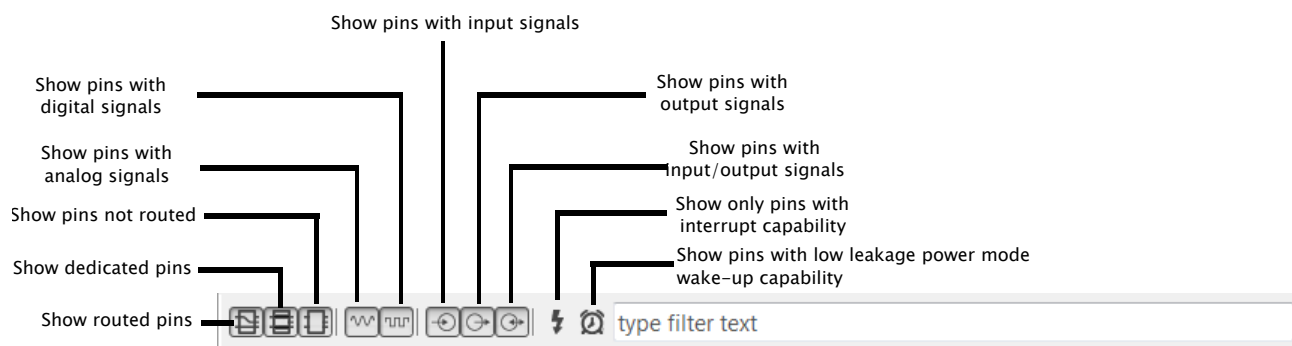 Show pins with input signals
Show pins with
digital signals
Show pins with
output signals
Show pins with
analog signals
Show pins with
input/output signals
Show pins not routed
Show only pins with
interrupt capability
Show dedicated pins
Show pins with low leakage power mode
wake-up capability
Show routed pins
type filter text